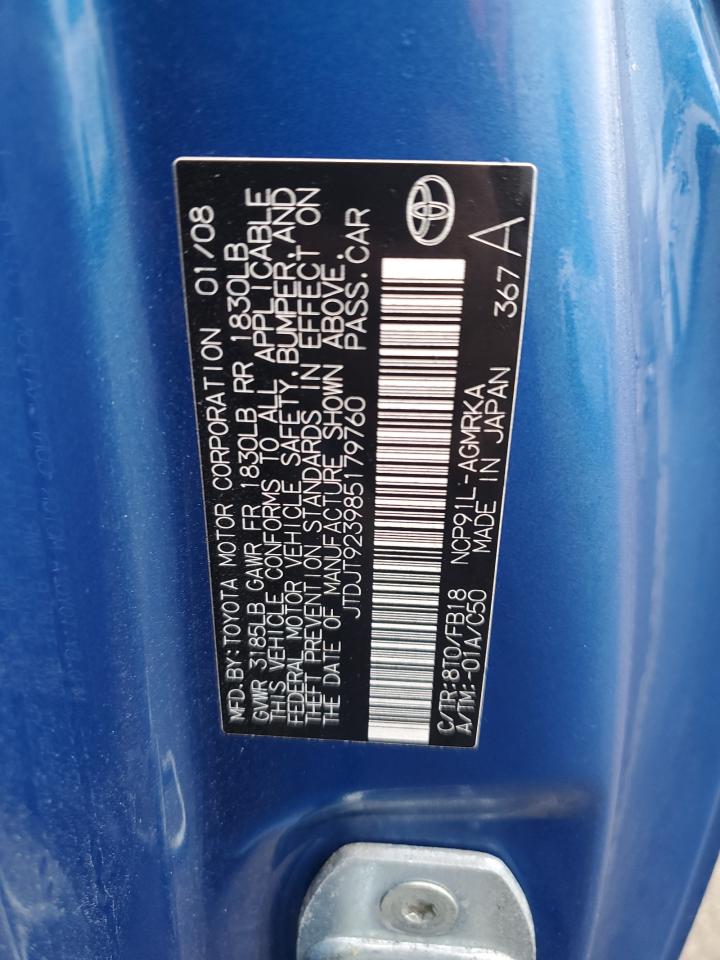 MFD.BY:TOYOTA MOTOR CORPORATION 01/08
GVWR 3185LB GAWR FR 1830LB RR 1830LB
THIS VEHICLE CONFORMS TO ALL APPLICABLE
FEDERAL MOTOR VEHICLE SAFETY,BUMPER,AND
THEFT PREVENTION STANDARDS IN EFFECT ON
THE DATE OF MANUFACTURE SHOWN ABOVE.
JTDJT923985179760 PASS.CAR
C/TR:8T0/FB18 NCP91L-AGMRKA 367 A
A/TM:-01A/C50 MADE IN JAPAN